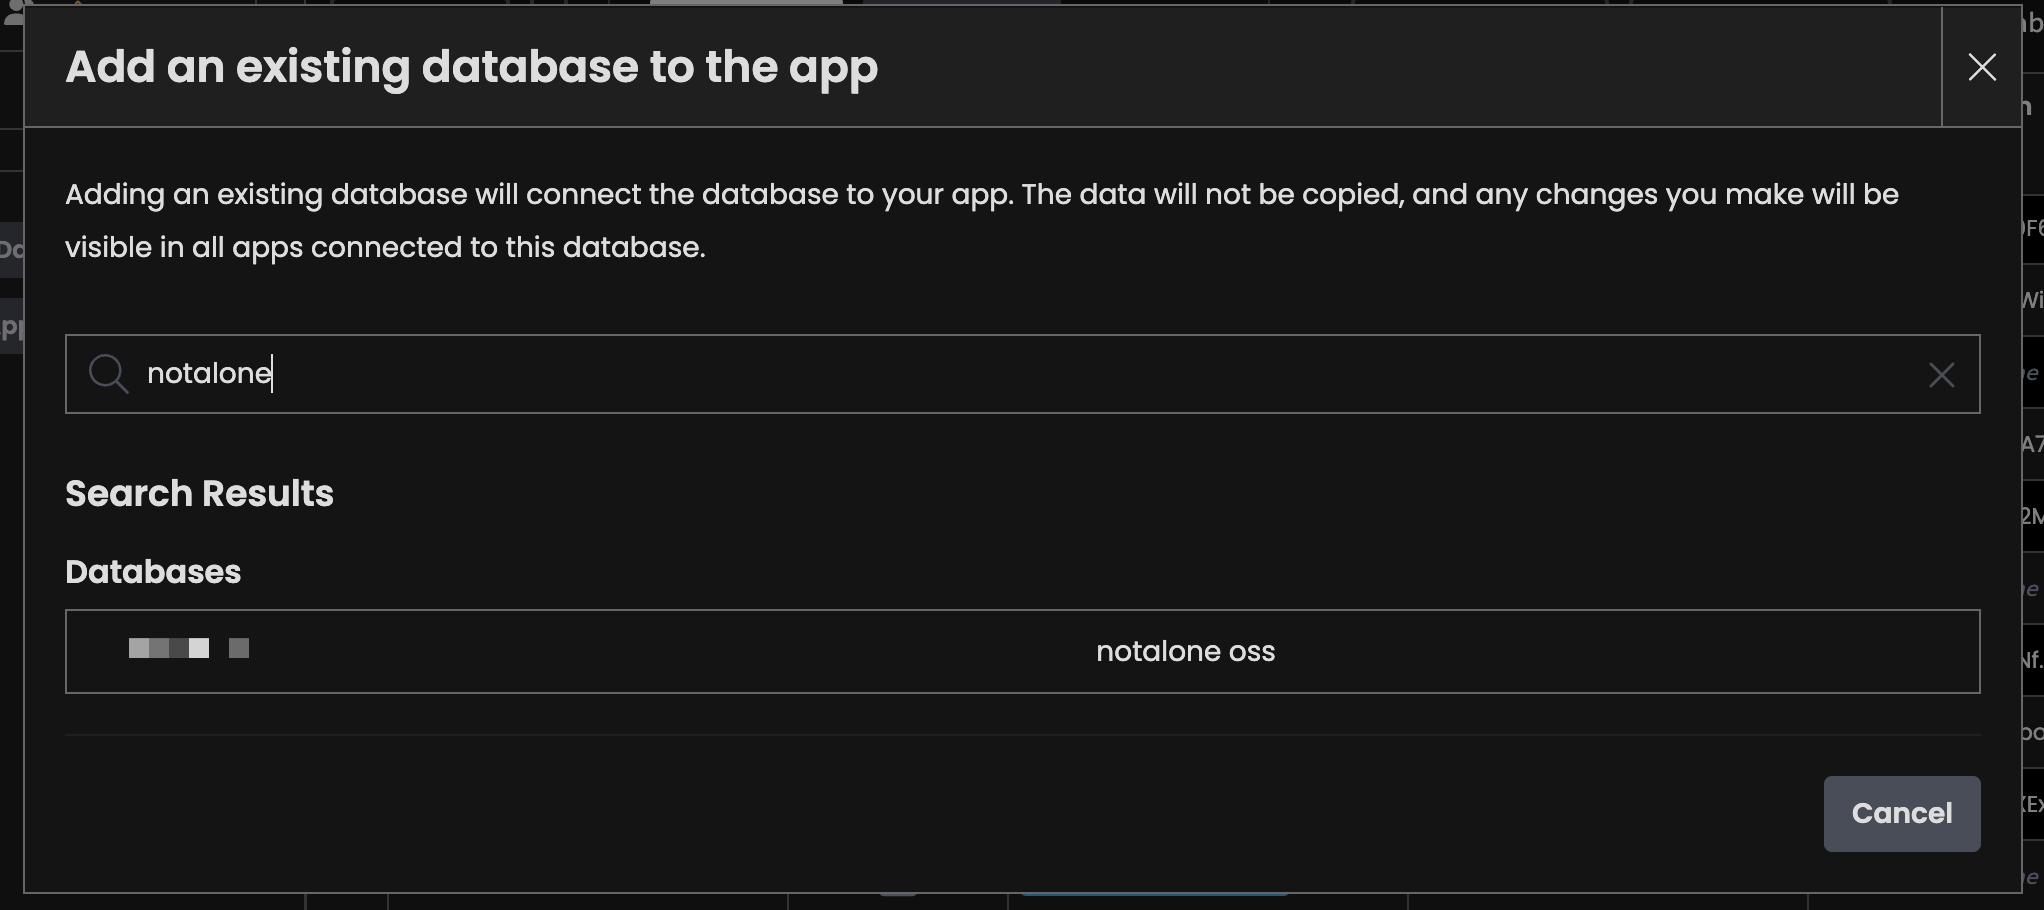 Add an existing database to the app
Adding an existing database will connect the database to your app. The data will not be copied, and any changes you make will be
visible in all apps connected to this database.
notalone
Search Results
Databases
notalone oss
Cancel